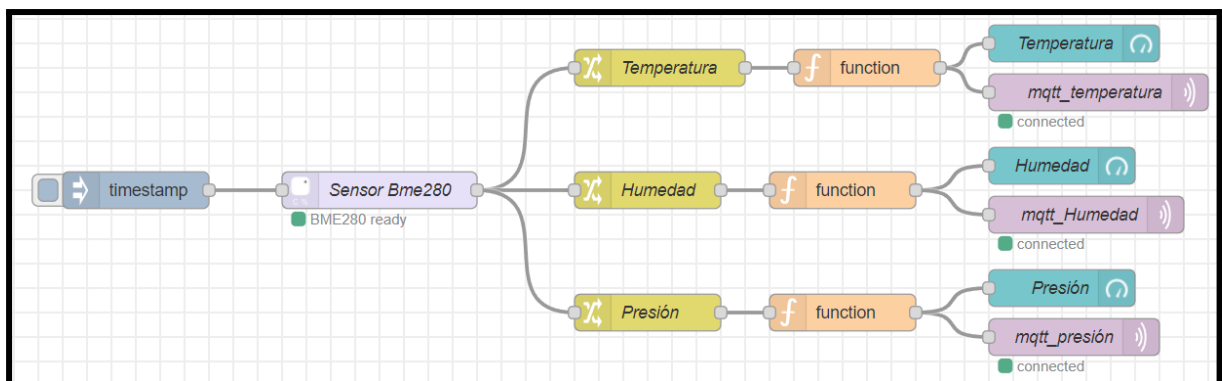 timestamp
Sensor Bme280
BME280 ready
Temperatura
function
Temperatura
mqtt_temperatura
connected
Humedad
function
Humedad
mqtt_Humedad
connected
Presión
function
Presión
mqtt_presión
connected